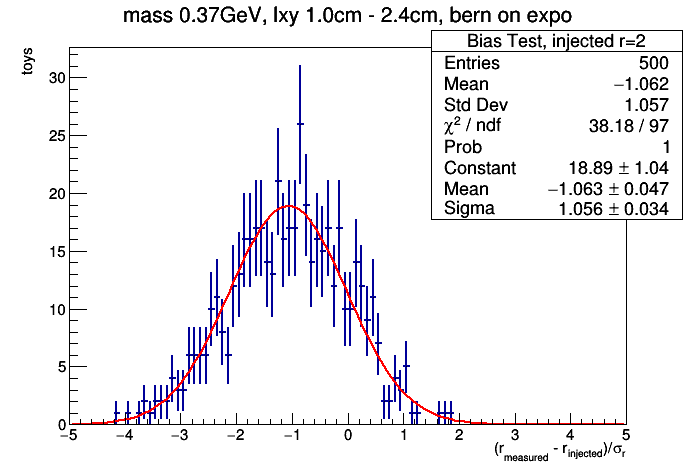 mass 0.37GeV, lxy 1.0cm - 2.4cm, bern on expo
Bias Test, injected r=2
Entries 500
Mean −1.062
Std Dev 1.057
χ² / ndf 38.18 / 97
Prob 1
Constant 18.89 ± 1.04
Mean −1.063 ± 0.047
Sigma 1.056 ± 0.034
toys
30
25
20
15
10
5
0
−5 −4 −3 −2 −1 0 1 2 3 4 5
(r_measured - r_injected)/σ_r